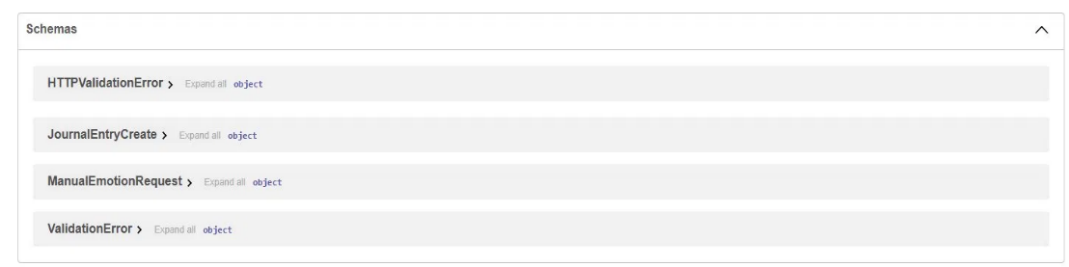 Schemas
HTTPValidationError Expand all object
JournalEntryCreate Expand all object
ManualEmotionRequest Expand all object
ValidationError Expand all object